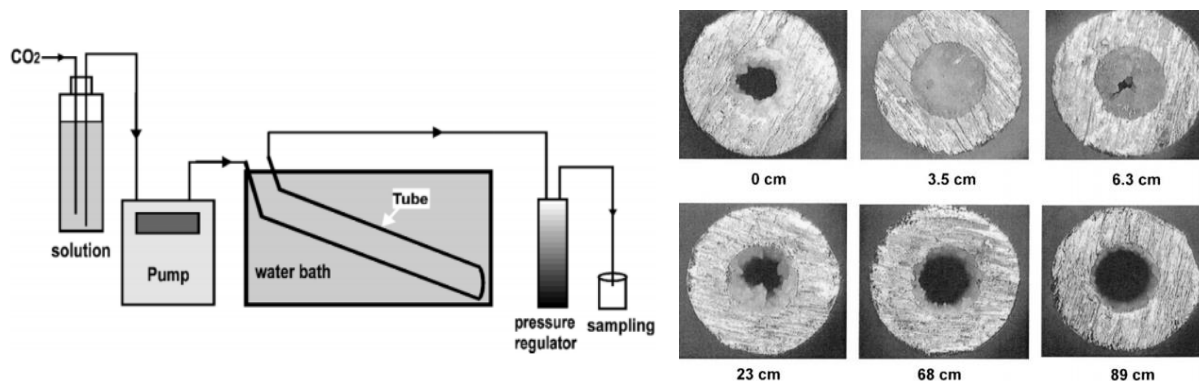 CO2
solution
Pump
Tube
water bath
pressure
regulator
sampling
0 cm
3.5 cm
6.3 cm
23 cm
68 cm
89 cm